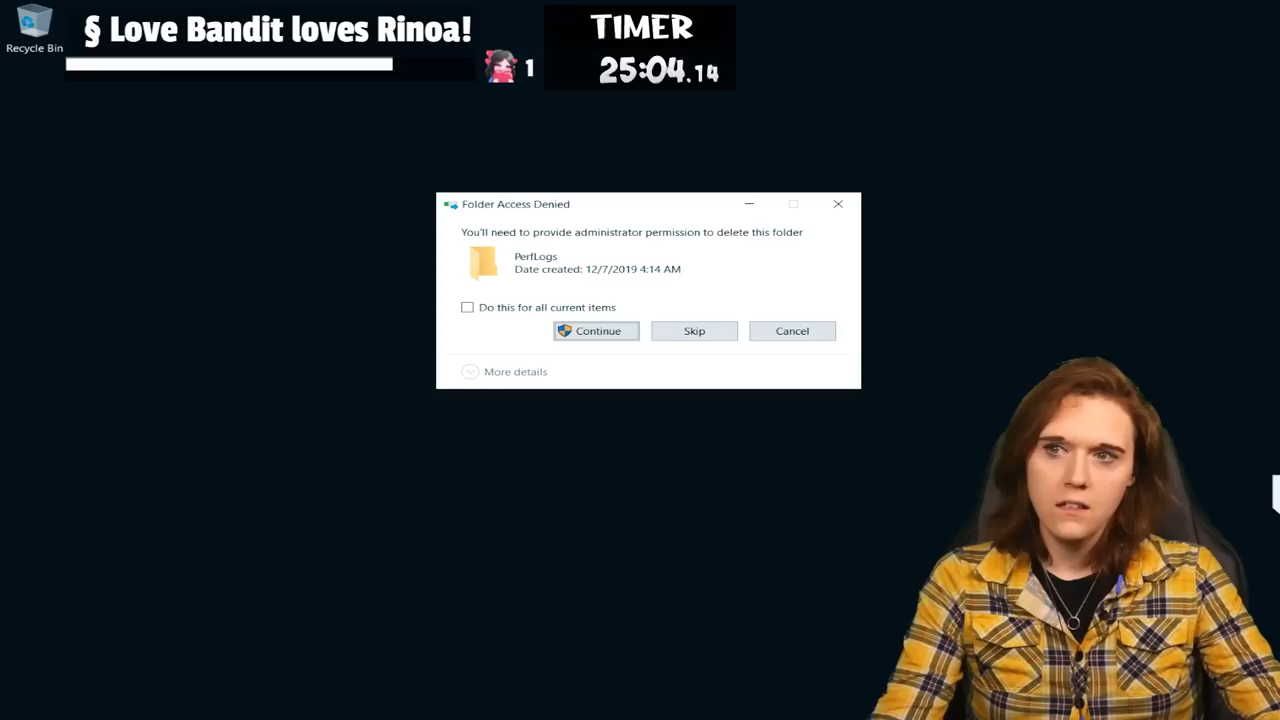 Recycle Bin
§ Love Bandit loves Rinoa!
1
TIMER
25:04.14
Folder Access Denied
You'll need to provide administrator permission to delete this folder
PerfLogs
Date created: 12/7/2019 4:14 AM
Do this for all current items
Continue
Skip
Cancel
More details